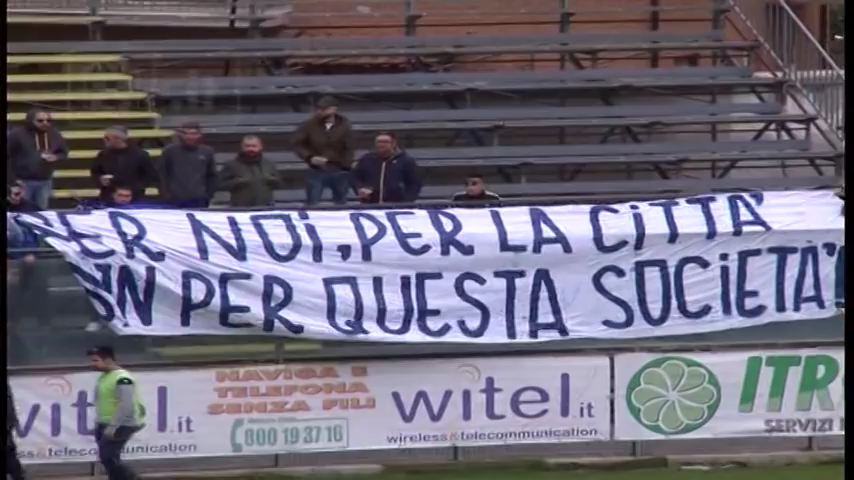 PER NOI, PER LA CITTA'
PER QUESTA SOCIETA'
witel.it
NAVIGA E
TELEFONA
SENZA FILI
800 19 37 16
witel.it
wireless&telecommunication
ITR
SERVIZI